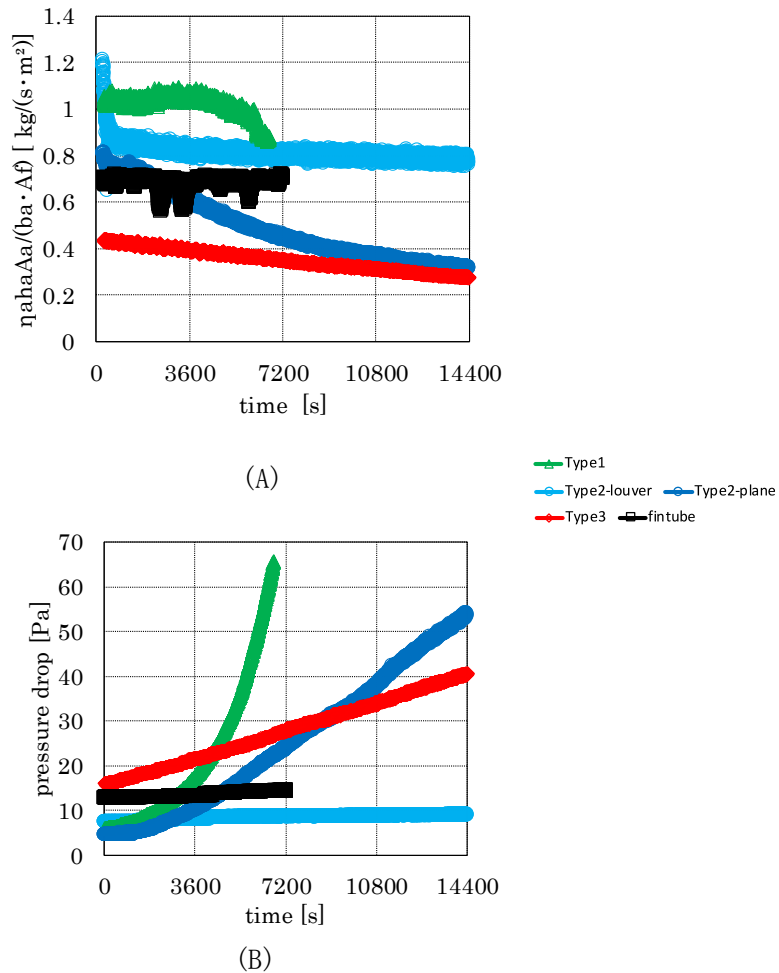 1.4
1.2
1
0.8
0.6
0.4
0.2
0
ηahaAa/(ba・Af) [ kg/(s・m²)]
0 3600 7200 10800 14400
time [s]
(A)
Type1
Type2-louver Type2-plane
Type3 fintube
70
60
50
40
30
20
10
0
pressure drop [Pa]
0 3600 7200 10800 14400
time [s]
(B)